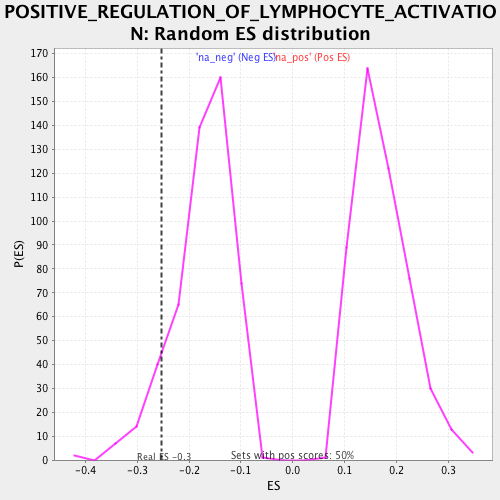 POSITIVE_REGULATION_OF_LYMPHOCYTE_ACTIVATIO
N: Random ES distribution
'na_neg' (Neg ES)
'na_pos' (Pos ES)
170
160
150
140
130
120
110
100
90
80
70
60
50
40
30
20
10
0
P(ES)
Real ES -0.3
Sets with pos scores: 50%
-0.4 -0.3 -0.2 -0.1 0.0 0.1 0.2 0.3
ES